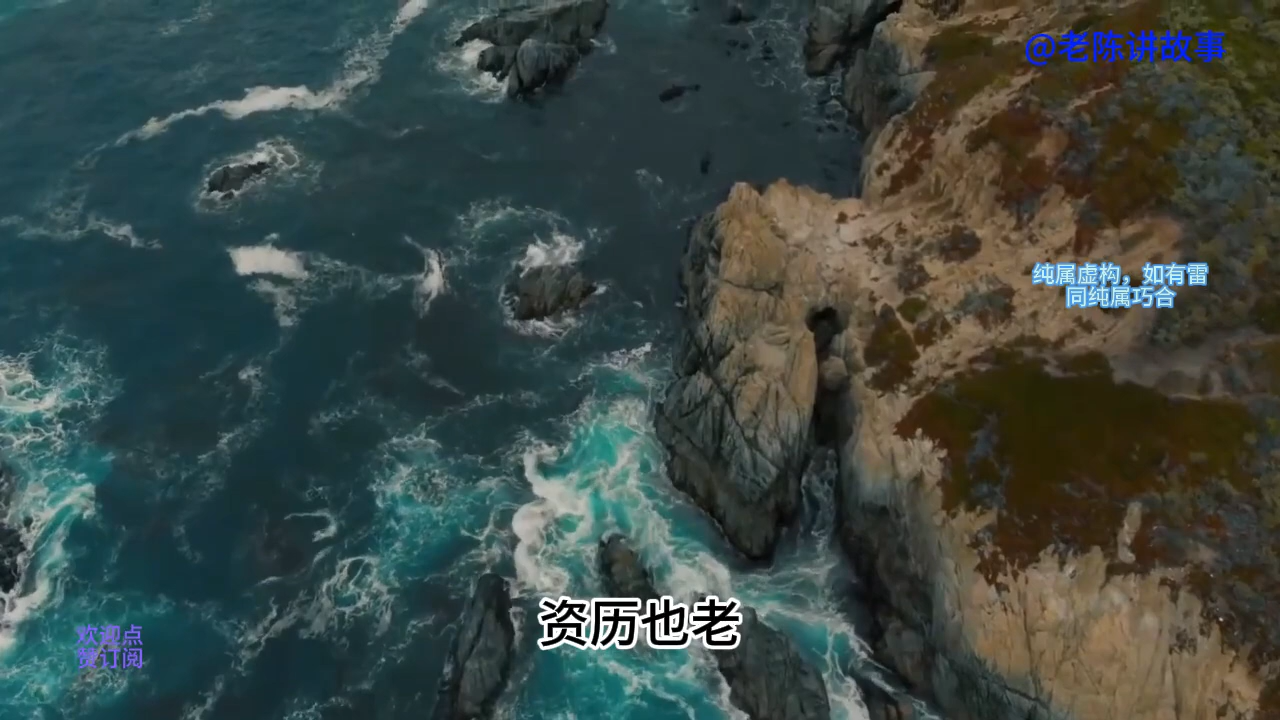 @老陈讲故事
纯属虚构，如有雷
同纯属巧合
资历也老
欢迎点
赞订阅